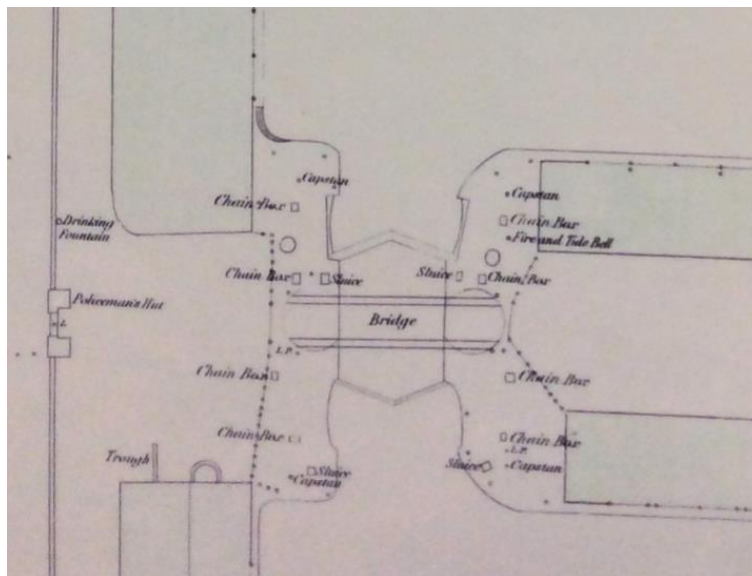 Capstan
Capstan
Chain Box
Chain Box
Drinking
Fountain
Fire and Tide Bell
Chain Box
Sluice
Sluice
Chain Box
Policeman's Hut
L.
Bridge
L.P.
Chain Box
Chain Box
Chain Box
Chain Box
L.P.
Trough
Sluice
Capstan
Sluice
Capstan